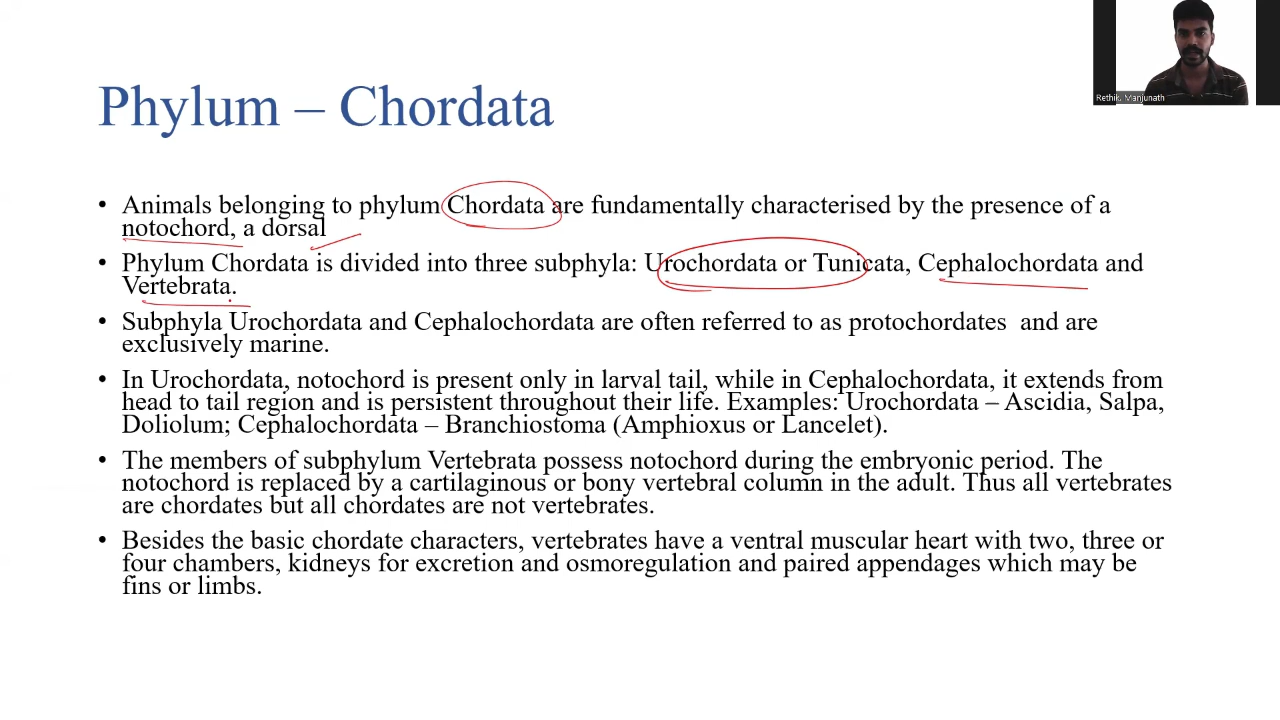 Rethik. Manjunath
Phylum – Chordata
• Animals belonging to phylum Chordata are fundamentally characterised by the presence of a
notochord, a dorsal
• Phylum Chordata is divided into three subphyla: Urochordata or Tunicata, Cephalochordata and
Vertebrata.
• Subphyla Urochordata and Cephalochordata are often referred to as protochordates and are
exclusively marine.
• In Urochordata, notochord is present only in larval tail, while in Cephalochordata, it extends from
head to tail region and is persistent throughout their life. Examples: Urochordata – Ascidia, Salpa,
Doliolum; Cephalochordata – Branchiostoma (Amphioxus or Lancelet).
• The members of subphylum Vertebrata possess notochord during the embryonic period. The
notochord is replaced by a cartilaginous or bony vertebral column in the adult. Thus all vertebrates
are chordates but all chordates are not vertebrates.
• Besides the basic chordate characters, vertebrates have a ventral muscular heart with two, three or
four chambers, kidneys for excretion and osmoregulation and paired appendages which may be
fins or limbs.